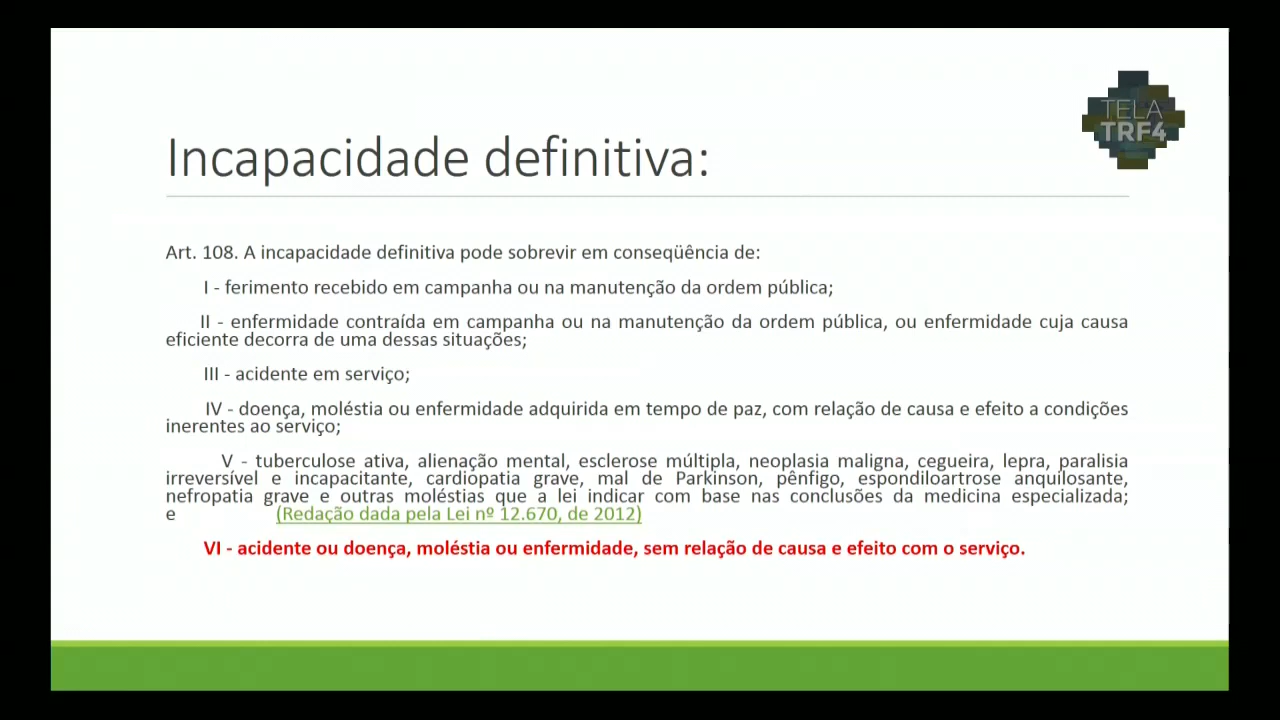 TELA
TRF4
Incapacidade definitiva:
Art. 108. A incapacidade definitiva pode sobrevir em conseqüência de:
I - ferimento recebido em campanha ou na manutenção da ordem pública;
II - enfermidade contraída em campanha ou na manutenção da ordem pública, ou enfermidade cuja causa
eficiente decorra de uma dessas situações;
III - acidente em serviço;
IV - doença, moléstia ou enfermidade adquirida em tempo de paz, com relação de causa e efeito a condições
inerentes ao serviço;
V - tuberculose ativa, alienação mental, esclerose múltipla, neoplasia maligna, cegueira, lepra, paralisia
irreversível e incapacitante, cardiopatia grave, mal de Parkinson, pênfigo, espondiloartrose anquilosante,
nefropatia grave e outras moléstias que a lei indicar com base nas conclusões da medicina especializada;
e (Redação dada pela Lei nº 12.670, de 2012)
VI - acidente ou doença, moléstia ou enfermidade, sem relação de causa e efeito com o serviço.